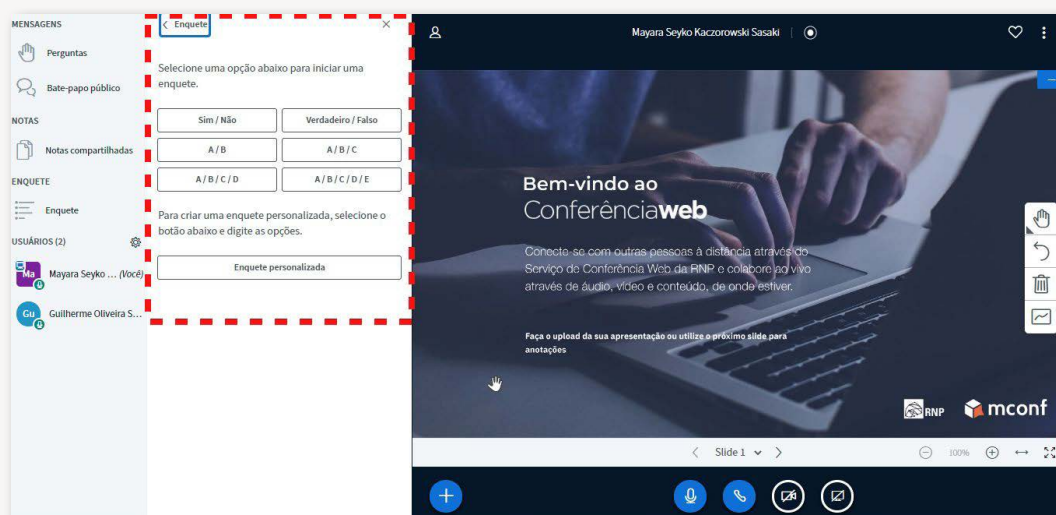 MENSAGENS
Perguntas
Bate-papo público
NOTAS
Notas compartilhadas
ENQUETE
Enquete
USUÁRIOS (2)
Ma
Mayara Seyko ... (Você)
Gu
Guilherme Oliveira S...
Enquete
Selecione uma opção abaixo para iniciar uma
enquete.
Sim / Não
Verdadeiro / Falso
A / B
A / B / C
A / B / C / D
A / B / C / D / E
Para criar uma enquete personalizada, selecione o
botão abaixo e digite as opções.
Enquete personalizada
Mayara Seyko Kaczorowski Sasaki
Bem-vindo ao
Conferênciaweb
Conecte-se com outras pessoas à distância através do
Serviço de Conferência Web da RNP e colabore ao vivo
através de áudio, vídeo e conteúdo, de onde estiver.
Faça o upload da sua apresentação ou utilize o próximo slide para
anotações
RNP
mconf
Slide 1
100%